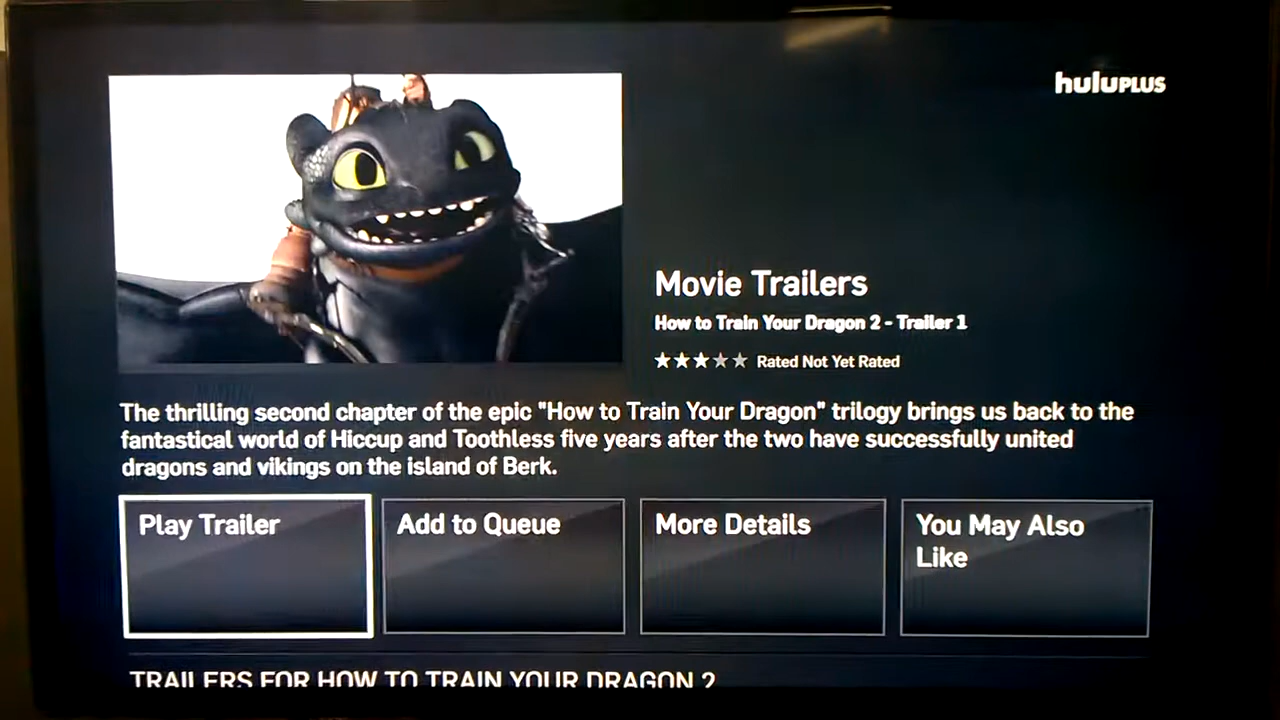 huluPLUS
Movie Trailers
How to Train Your Dragon 2 - Trailer 1
Rated Not Yet Rated
The thrilling second chapter of the epic "How to Train Your Dragon" trilogy brings us back to the
fantastical world of Hiccup and Toothless five years after the two have successfully united
dragons and vikings on the island of Berk.
Play Trailer
Add to Queue
More Details
You May Also
Like
TRAILERS FOR HOW TO TRAIN YOUR DRAGON 2